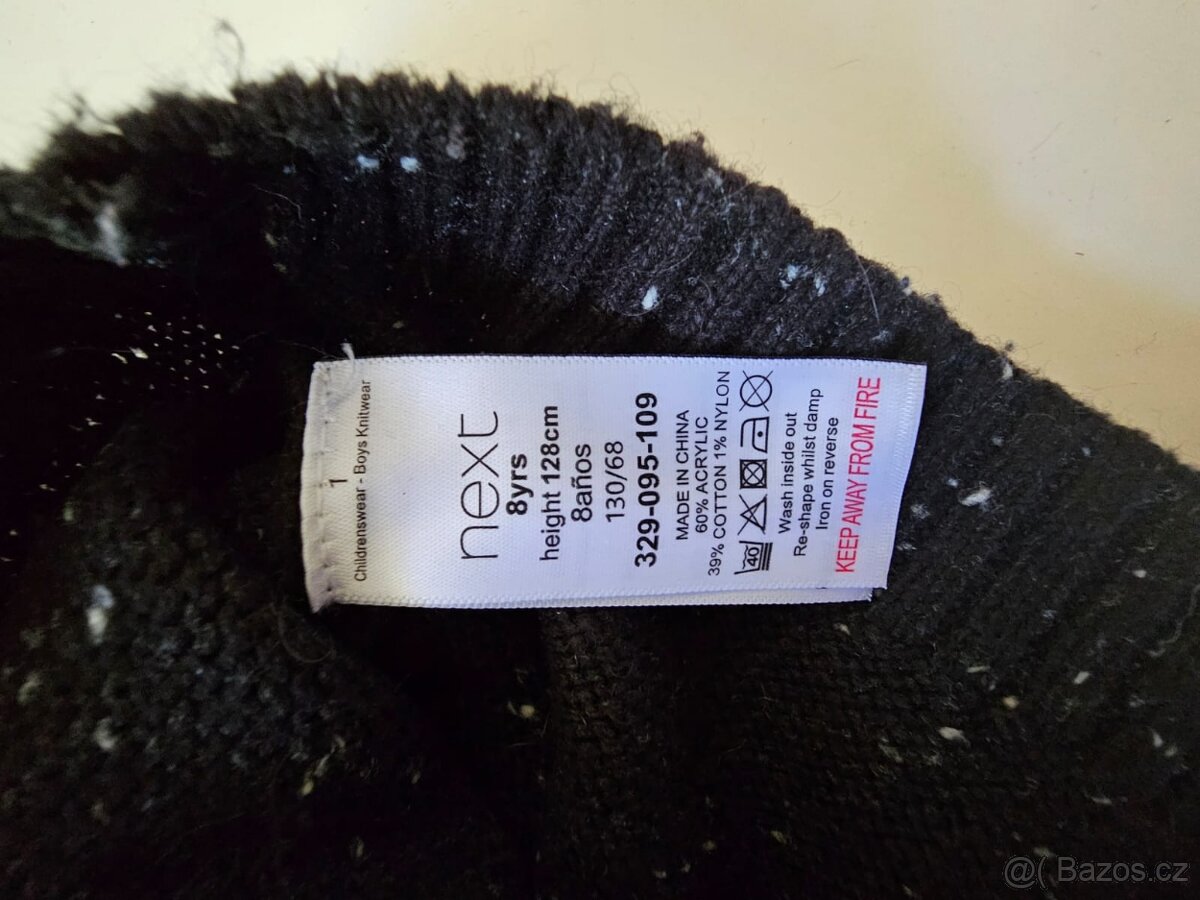 1
Childrenswear - Boys Knitwear
next
8yrs
height 128cm
8años
130/68
329-095-109
MADE IN CHINA
60% ACRYLIC
39% COTTON 1% NYLON
40
Wash inside out
Re-shape whilst damp
Iron on reverse
KEEP AWAY FROM FIRE
@( Bazos.cz